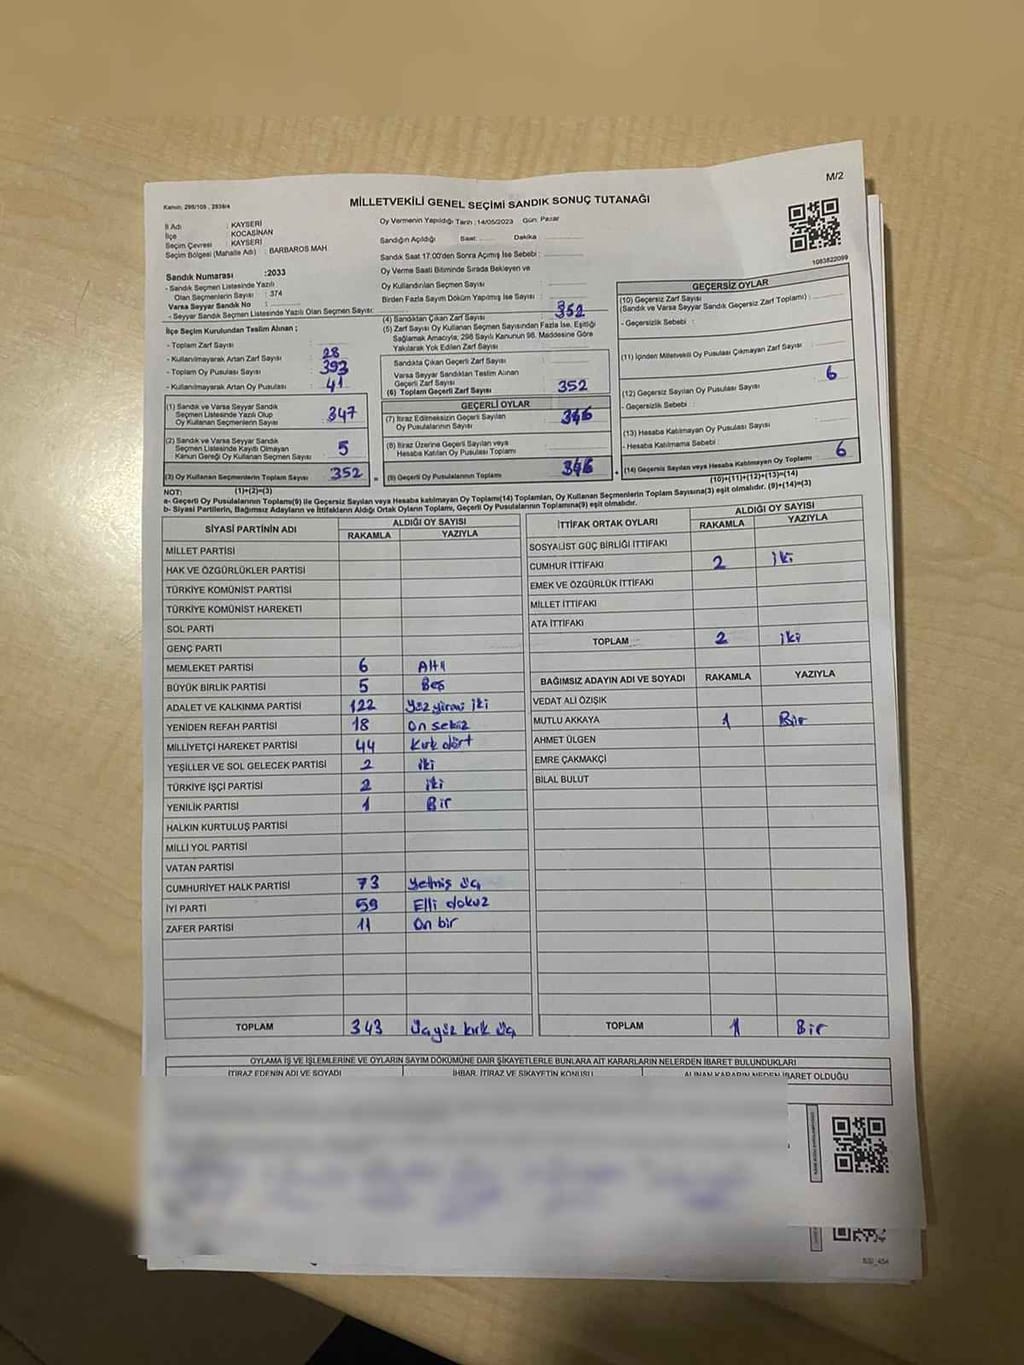 M/2
Kanun: 298/105 , 2839/4
MİLLETVEKİLİ GENEL SEÇİMİ SANDIK SONUÇ TUTANAĞI
İl Adı : KAYSERİ
İlçe : KOCASİNAN
Seçim Çevresi : KAYSERİ
Seçim Bölgesi (Mahalle Adı) : BARBAROS MAH
Sandık Numarası :2033
- Sandık Seçmen Listesinde Yazılı
Olan Seçmenlerin Sayısı : 374
Varsa Seyyar Sandık No :
- Seyyar Sandık Seçmen Listesinde Yazılı Olan Seçmen Sayısı:
İlçe Seçim Kurulundan Teslim Alınan ;
- Toplam Zarf Sayısı :
- Kullanılmayarak Artan Zarf Sayısı : 28
- Toplam Oy Pusulası Sayısı : 393
- Kullanılmayarak Artan Oy Pusulası : 41
(1) Sandık ve Varsa Seyyar Sandık
Seçmen Listesinde Yazılı Olup
Oy Kullanan Seçmenlerin Sayısı : 347
(2) Sandık ve Varsa Seyyar Sandık
Seçmen Listesinde Kayıtlı Olmayan
Kanun Gereği Oy Kullanan Seçmen Sayısı : 5
(3) Oy Kullanan Seçmenlerin Toplam Sayısı : 352
(1)+(2)=(3)
Oy Vermenin Yapıldığı Tarih : 14/05/2023 Gün: Pazar
Sandığın Açıldığı Saat: Dakika
Sandık Saat 17:00'den Sonra Açımış İse Sebebi :
Oy Verme Saati Bitiminde Sırada Bekleyen ve
Oy Kullandırılan Seçmen Sayısı :
Birden Fazla Sayım Döküm Yapılmış İse Sayısı :
(4) Sandıktan Çıkan Zarf Sayısı : 352
(5) Zarf Sayısı Oy Kullanan Seçmen Sayısından Fazla İse, Eşitliği
Sağlamak Amacıyla; 298 Sayılı Kanunun 98. Maddesine Göre
Yakılarak Yok Edilen Zarf Sayısı :
Sandıkta Çıkan Geçerli Zarf Sayısı :
Varsa Seyyar Sandıktan Teslim Alınan
Geçerli Zarf Sayısı :
(6) Toplam Geçerli Zarf Sayısı : 352
GEÇERLİ OYLAR
(7) İtiraz Edilmeksizin Geçerli Sayılan
Oy Pusulalarının Sayısı : 346
(8) İtiraz Üzerine Geçerli Sayılan veya
Hesaba Katılan Oy Pusulası Toplamı :
= (9) Geçerli Oy Pusulalarının Toplamı : 346 +
1083822099
GEÇERSİZ OYLAR
(10) Geçersiz Zarf Sayısı
(Sandık ve Varsa Seyyar Sandık Geçersiz Zarf Toplamı) :
- Geçersizlik Sebebi :
(11) İçinden Milletvekili Oy Pusulası Çıkmayan Zarf Sayısı :
(12) Geçersiz Sayılan Oy Pusulası Sayısı : 6
- Geçersizlik Sebebi :
(13) Hesaba Katılmayan Oy Pusulası Sayısı :
- Hesaba Katılmama Sebebi :
(14) Geçersiz Sayılan veya Hesaba Katılmayan Oy Toplamı : 6
(10)+(11)+(12)+(13)=(14)
NOT:
a- Geçerli Oy Pusulalarının Toplamı(9) ile Geçersiz Sayılan veya Hesaba katılmayan Oy Toplamı(14) Toplamları, Oy Kullanan Seçmenlerin Toplam Sayısına(3) eşit olmalıdır. (9)+(14)=(3)
b- Siyasi Partilerin, Bağımsız Adayların ve İttifakların Aldığı Ortak Oyların Toplamı, Geçerli Oy Pusulalarının Toplamına(9) eşit olmalıdır.
SİYASİ PARTİNİN ADI ALDIĞI OY SAYISI
RAKAMLA YAZIYLA
MİLLET PARTİSI
HAK VE ÖZGÜRLÜKLER PARTİSİ
TÜRKİYE KOMÜNİST PARTİSİ
TÜRKİYE KOMÜNİST HAREKETİ
SOL PARTİ
GENÇ PARTİ
MEMLEKET PARTİSİ 6 Altı
BÜYÜK BİRLİK PARTİSİ 5 Beş
ADALET VE KALKINMA PARTİSİ 122 Yüz yirmi iki
YENİDEN REFAH PARTİSİ 18 On sekiz
MİLLİYETÇİ HAREKET PARTİSİ 44 Kırk dört
YEŞİLLER VE SOL GELECEK PARTİSİ 2 iki
TÜRKİYE İŞÇİ PARTİSİ 2 iki
YENİLİK PARTİSİ 1 Bir
HALKIN KURTULUŞ PARTİSİ
MİLLİ YOL PARTİSİ
VATAN PARTİSİ
CUMHURİYET HALK PARTİSİ 73 Yetmiş üç
İYİ PARTİ 59 Elli dokuz
ZAFER PARTİSİ 11 On bir
TOPLAM 343 Üçyüz kırk üç
İTTİFAK ORTAK OYLARI ALDIĞI OY SAYISI
RAKAMLA YAZIYLA
SOSYALİST GÜÇ BİRLİĞİ İTTİFAKI
CUMHUR İTTİFAKI 2 iki
EMEK VE ÖZGÜRLÜK İTTİFAKI
MİLLET İTTİFAKI
ATA İTTİFAKI
TOPLAM 2 iki
BAĞIMSIZ ADAYIN ADI VE SOYADI RAKAMLA YAZIYLA
VEDAT ALİ ÖZIŞIK
MUTLU AKKAYA 1 Bir
AHMET ÜLGEN
EMRE ÇAKMAKÇİ
BİLAL BULUT
TOPLAM 1 Bir
OYLAMA İŞ VE İŞLEMLERİNE VE OYLARIN SAYIM DÖKÜMÜNE DAİR ŞİKAYETLERLE BUNLARA AİT KARARLARIN NELERDEN İBARET BULUNDUKLARI
İTİRAZ EDENİN ADI VE SOYADI İHBAR, İTİRAZ VE ŞİKAYETİN KONUSU ALINAN KARARIN NEDEN İBARET OLDUĞU